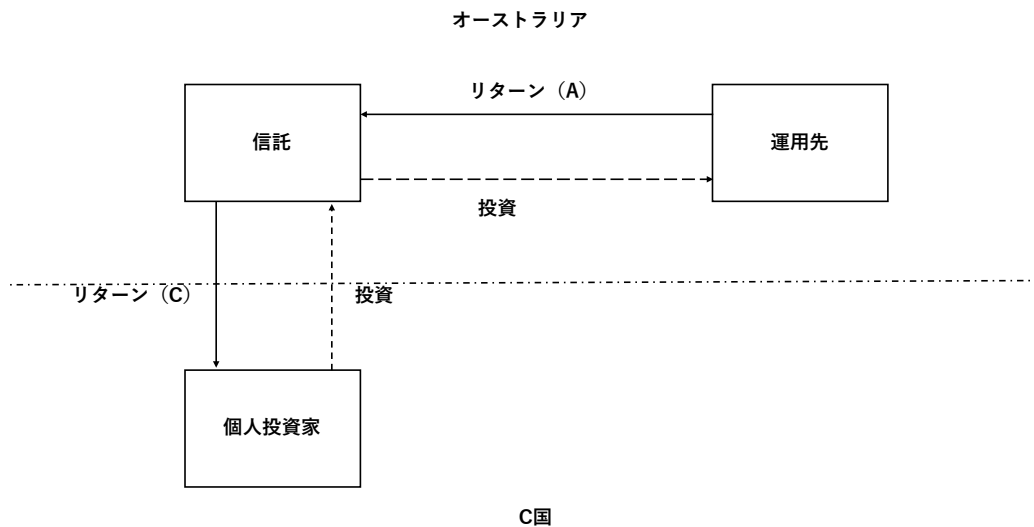 オーストラリア
リターン（A）
信託
運用先
投資
リターン（C）
投資
個人投資家
C国